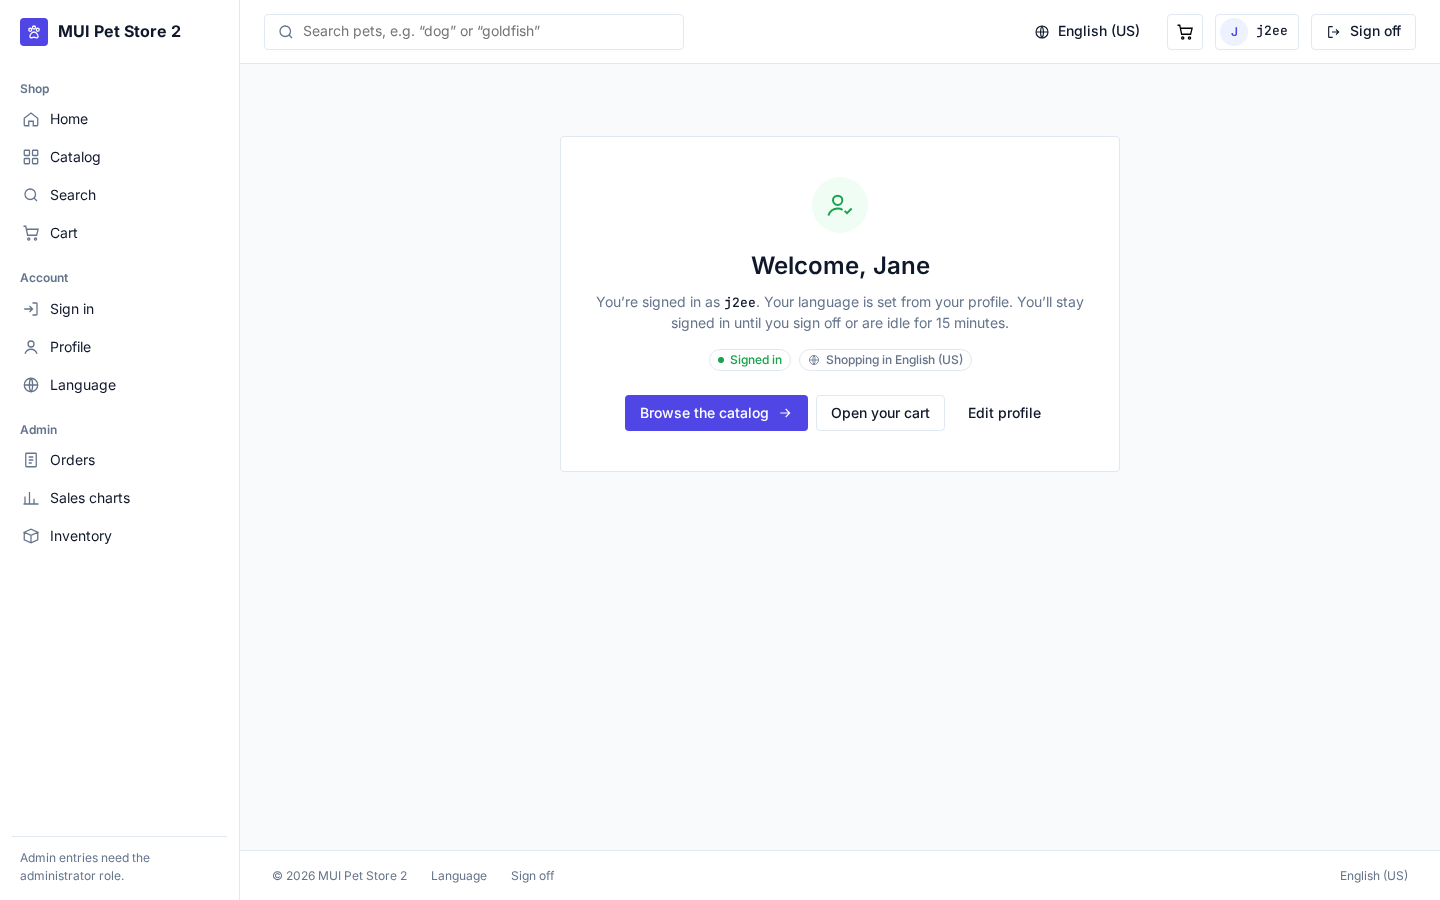 MUI Pet Store 2
Search pets, e.g. “dog” or “goldfish”
English (US)
J
j2ee
Sign off
Shop
Home
Catalog
Search
Cart
Account
Sign in
Profile
Language
Admin
Orders
Sales charts
Inventory
Admin entries need the
administrator role.
Welcome, Jane
You’re signed in as j2ee. Your language is set from your profile. You’ll stay
signed in until you sign off or are idle for 15 minutes.
Signed in
Shopping in English (US)
Browse the catalog
Open your cart
Edit profile
© 2026 MUI Pet Store 2
Language
Sign off
English (US)